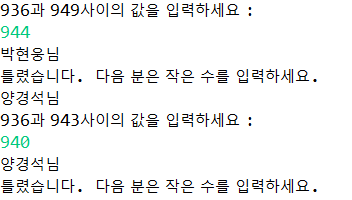 936과 949사이의 값을 입력하세요 :
944
박현웅님
틀렸습니다. 다음 분은 작은 수를 입력하세요.
양경석님
936과 943사이의 값을 입력하세요 :
940
양경석님
틀렸습니다. 다음 분은 작은 수를 입력하세요.